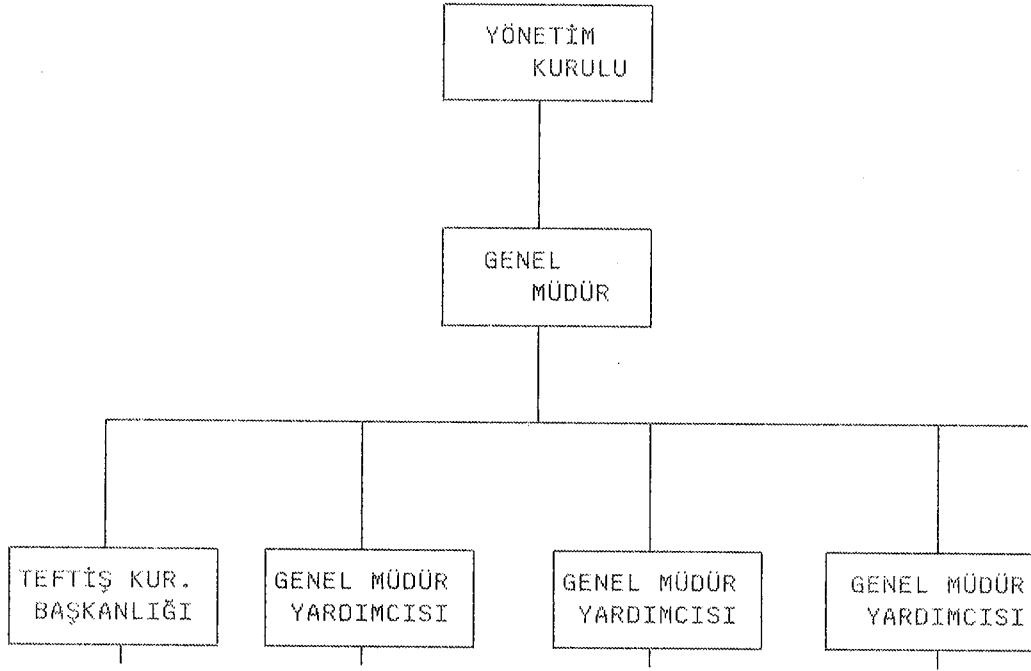 YÖNETİM
KURULU
GENEL
MÜDÜR
TEFTİŞ KUR.
BAŞKANLIĞI
GENEL MÜDÜR
YARDIMCISI
GENEL MÜDÜR
YARDIMCISI
GENEL MÜDÜR
YARDIMCISI